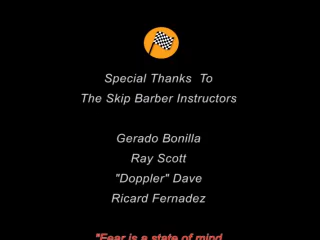 Special Thanks To
The Skip Barber Instructors
Gerado Bonilla
Ray Scott
"Doppler" Dave
Ricard Fernadez
"Fear is a state of mind